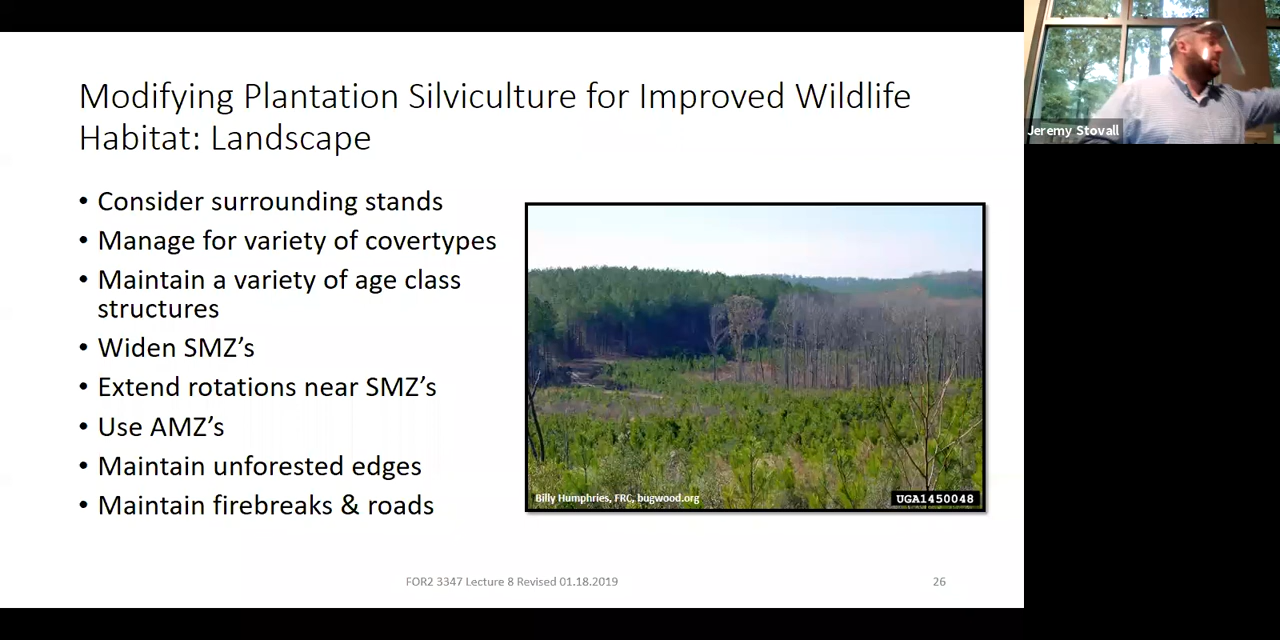 Modifying Plantation Silviculture for Improved Wildlife
Habitat: Landscape
• Consider surrounding stands
• Manage for variety of covertypes
• Maintain a variety of age class
structures
• Widen SMZ's
• Extend rotations near SMZ's
• Use AMZ's
• Maintain unforested edges
• Maintain firebreaks & roads
Billy Humphries, FRC, bugwood.org
UGA1450048
FOR2 3347 Lecture 8 Revised 01.18.2019
26
Jeremy Stovall